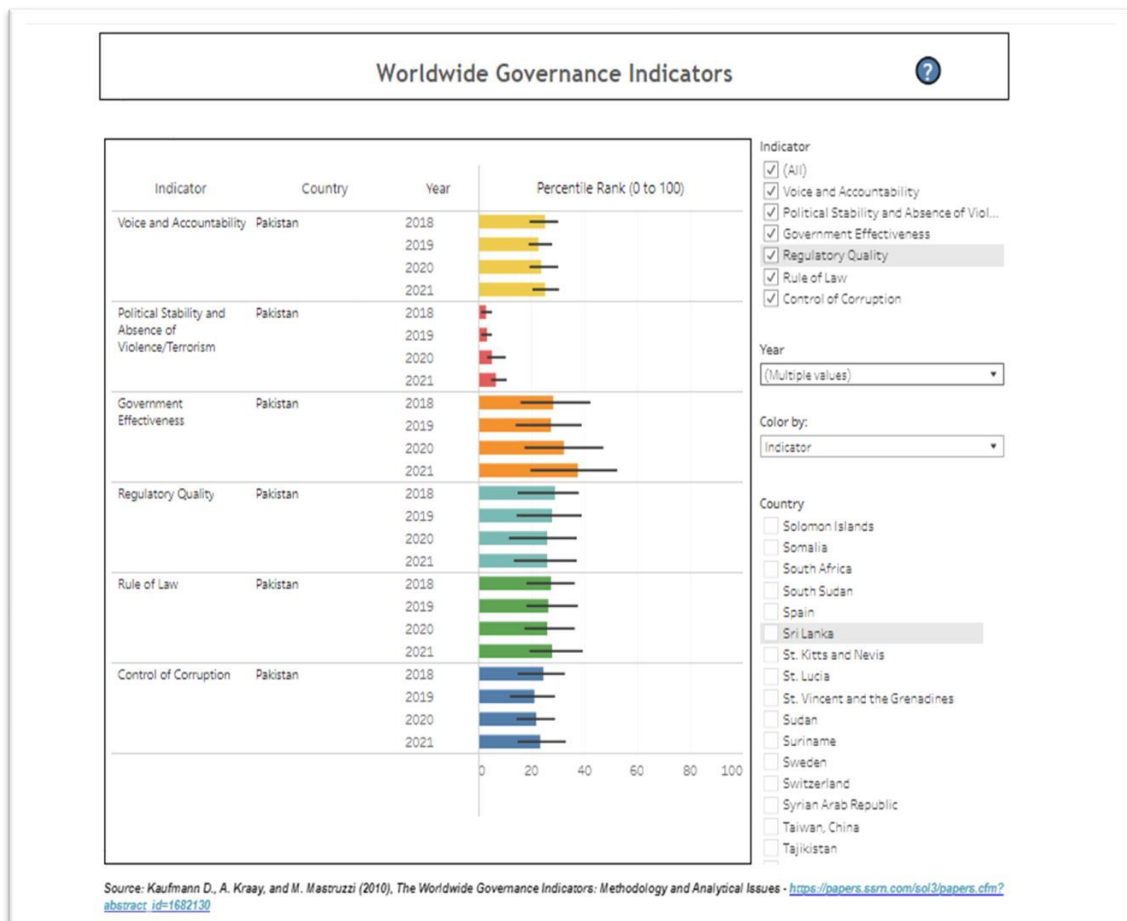 Worldwide Governance Indicators
?
Indicator Country Year Percentile Rank (0 to 100)
Voice and Accountability Pakistan 2018
2019
2020
2021
Political Stability and Pakistan 2018
Absence of 2019
Violence/Terrorism
2020
2021
Government Pakistan 2018
Effectiveness 2019
2020
2021
Regulatory Quality Pakistan 2018
2019
2020
2021
Rule of Law Pakistan 2018
2019
2020
2021
Control of Corruption Pakistan 2018
2019
2020
2021
0 20 40 60 80 100
Indicator
(All)
Voice and Accountability
Political Stability and Absence of Viol...
Government Effectiveness
Regulatory Quality
Rule of Law
Control of Corruption
Year
(Multiple values)
Color by:
Indicator
Country
Solomon Islands
Somalia
South Africa
South Sudan
Spain
Sri Lanka
St. Kitts and Nevis
St. Lucia
St. Vincent and the Grenadines
Sudan
Suriname
Sweden
Switzerland
Syrian Arab Republic
Taiwan, China
Tajikistan
Source: Kaufmann D., A. Kraay, and M. Mastruzzi (2010), The Worldwide Governance Indicators: Methodology and Analytical Issues - https://papers.ssrn.com/sol3/papers.cfm?
abstract_id=1682130